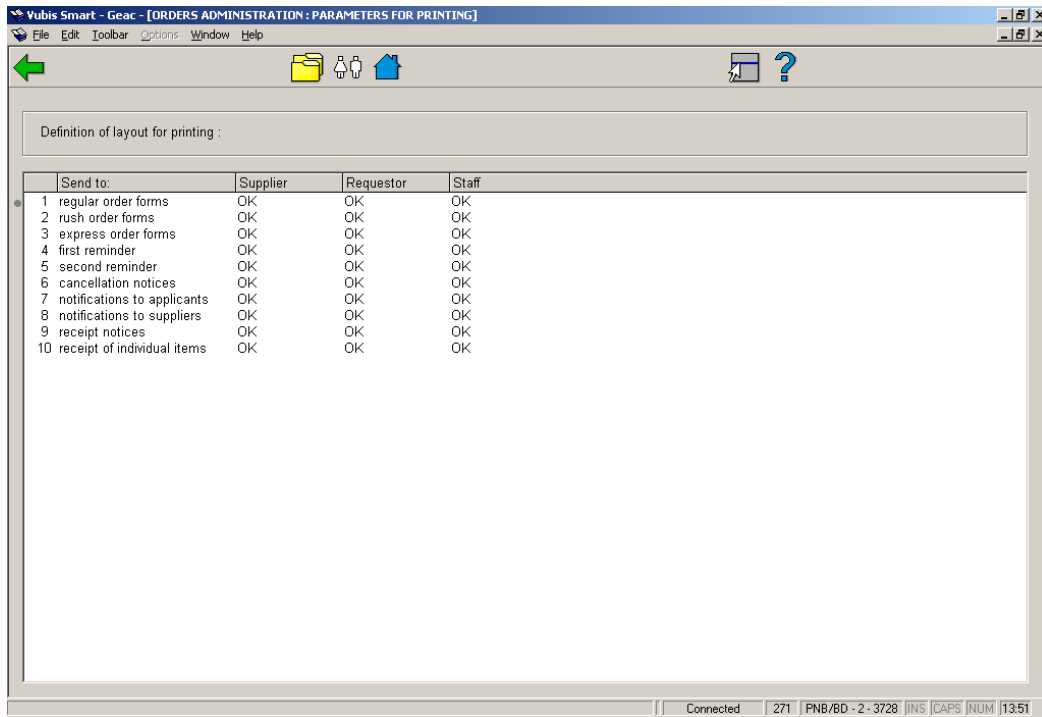 Vubis Smart - Geac - [ORDERS ADMINISTRATION : PARAMETERS FOR PRINTING]
File Edit Toolbar Options Window Help
Definition of layout for printing :
Send to: Supplier Requestor Staff
1 regular order forms OK OK OK
2 rush order forms OK OK OK
3 express order forms OK OK OK
4 first reminder OK OK OK
5 second reminder OK OK OK
6 cancellation notices OK OK OK
7 notifications to applicants OK OK OK
8 notifications to suppliers OK OK OK
9 receipt notices OK OK OK
10 receipt of individual items OK OK OK
Connected 271 PNB/BD - 2 - 3728 INS CAPS NUM 13:51